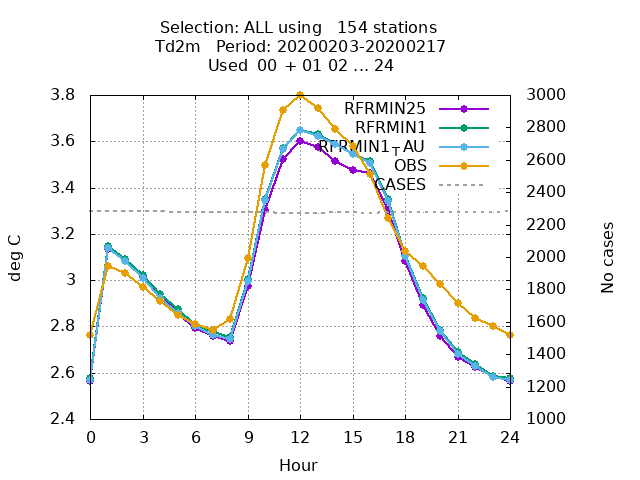 Selection: ALL using   154 stations
Td2m   Period: 20200203-20200217
Used  00 + 01 02 ... 24
RFRMIN25
RFRMIN1
RFRMIN1┬AU
OBS
CASES
3.8
3.6
3.4
3.2
3
2.8
2.6
2.4
deg C
3000
2800
2600
2400
2200
2000
1800
1600
1400
1200
1000
No cases
0 3 6 9 12 15 18 21 24
Hour